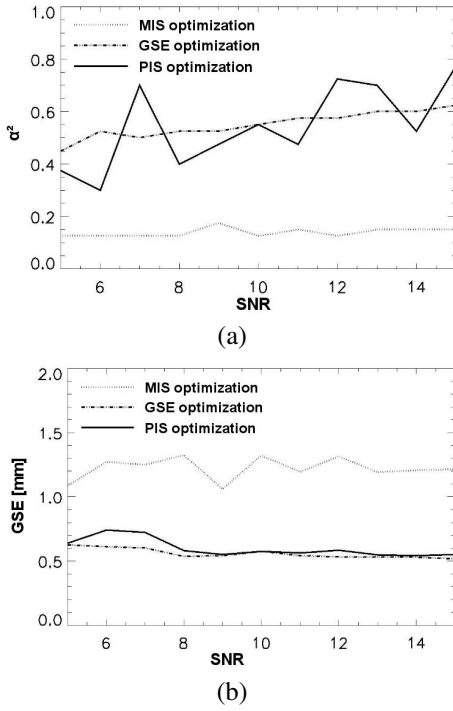 1.0
0.8
0.6
0.4
0.2
0.0
α²
MIS optimization
GSE optimization
PIS optimization
6 8 10 12 14
SNR
(a)
2.0
1.5
1.0
0.5
0.0
GSE [mm]
MIS optimization
GSE optimization
PIS optimization
6 8 10 12 14
SNR
(b)